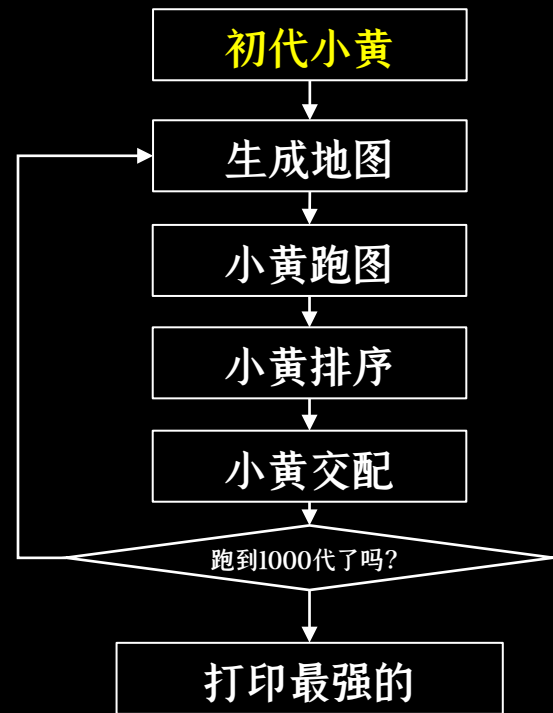 初代小黄
生成地图
小黄跑图
小黄排序
小黄交配
跑到1000代了吗?
打印最强的